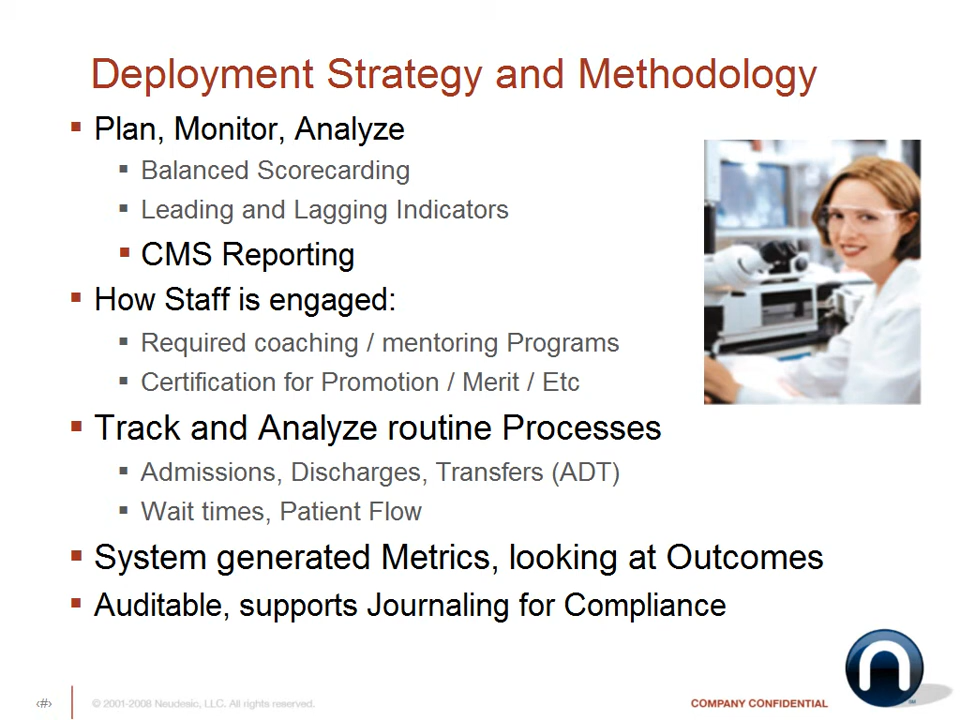 Deployment Strategy and Methodology
▪ Plan, Monitor, Analyze
▪ Balanced Scorecarding
▪ Leading and Lagging Indicators
▪ CMS Reporting
▪ How Staff is engaged:
▪ Required coaching / mentoring Programs
▪ Certification for Promotion / Merit / Etc
▪ Track and Analyze routine Processes
▪ Admissions, Discharges, Transfers (ADT)
▪ Wait times, Patient Flow
▪ System generated Metrics, looking at Outcomes
▪ Auditable, supports Journaling for Compliance
n
‹#› © 2001-2008 Neudesic, LLC. All rights reserved. COMPANY CONFIDENTIAL